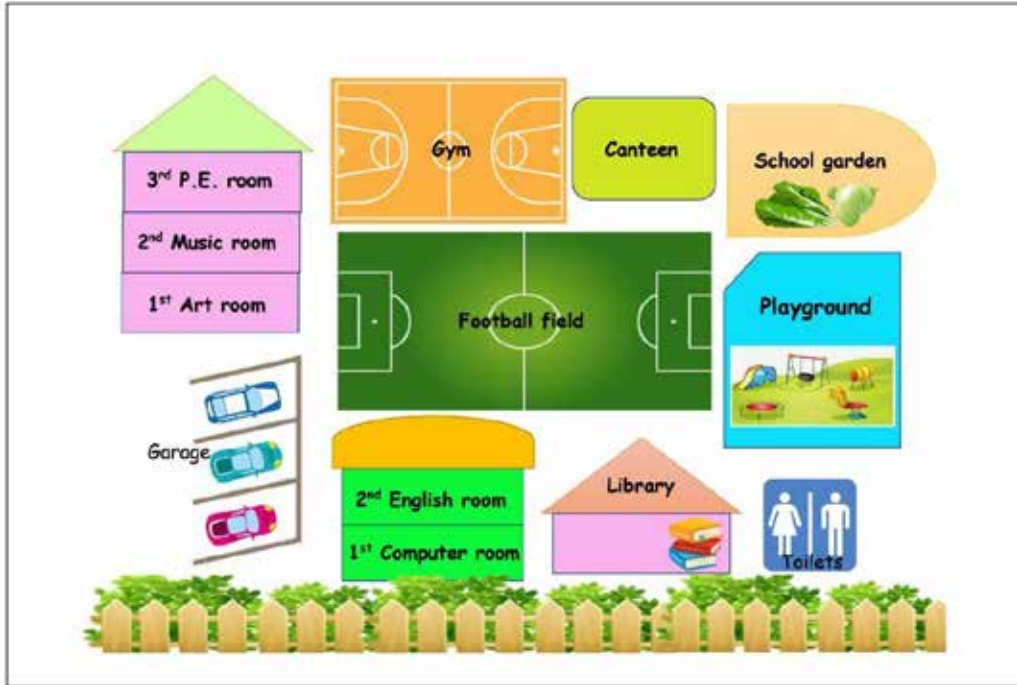 Gym
Canteen
School garden
3rd P.E. room
2nd Music room
1st Art room
Football field
Playground
Garage
2nd English room
1st Computer room
Library
Toilets